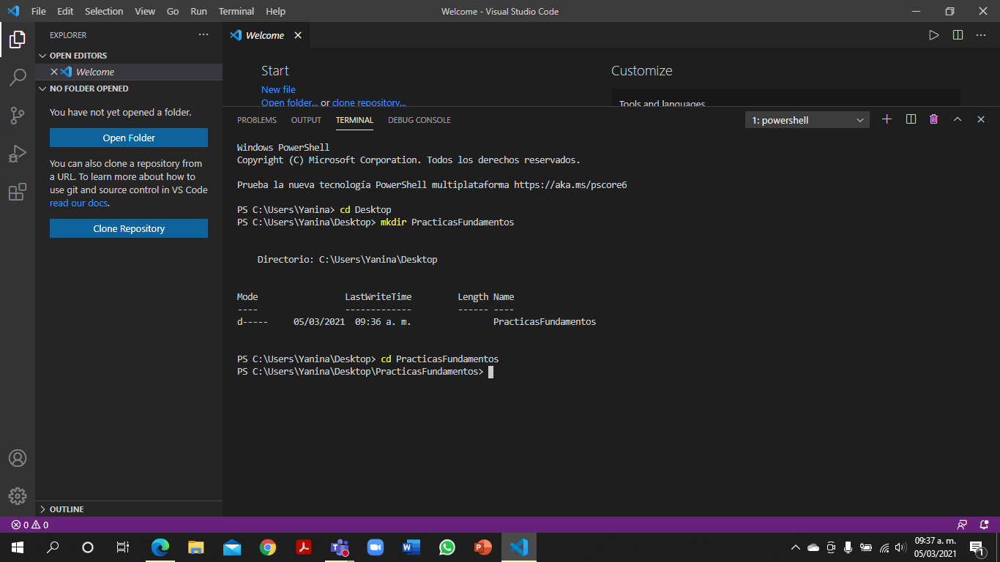 File Edit Selection View Go Run Terminal Help
Welcome - Visual Studio Code
EXPLORER
OPEN EDITORS
Welcome
NO FOLDER OPENED
You have not yet opened a folder.
Open Folder
You can also clone a repository from
a URL. To learn more about how to
use git and source control in VS Code
read our docs.
Clone Repository
OUTLINE
Welcome
Start
New file
Open folder... or clone repository...
Customize
Tools and languages
PROBLEMS OUTPUT TERMINAL DEBUG CONSOLE
1: powershell
Windows PowerShell
Copyright (C) Microsoft Corporation. Todos los derechos reservados.
Prueba la nueva tecnología PowerShell multiplataforma https://aka.ms/pscore6
PS C:\Users\Yanina> cd Desktop
PS C:\Users\Yanina\Desktop> mkdir PracticasFundamentos
Directorio: C:\Users\Yanina\Desktop
Mode LastWriteTime Length Name
---- ------------- ------ ----
d----- 05/03/2021 09:36 a. m. PracticasFundamentos
PS C:\Users\Yanina\Desktop> cd PracticasFundamentos
PS C:\Users\Yanina\Desktop\PracticasFundamentos>
0 0
09:37 a. m.
05/03/2021
1